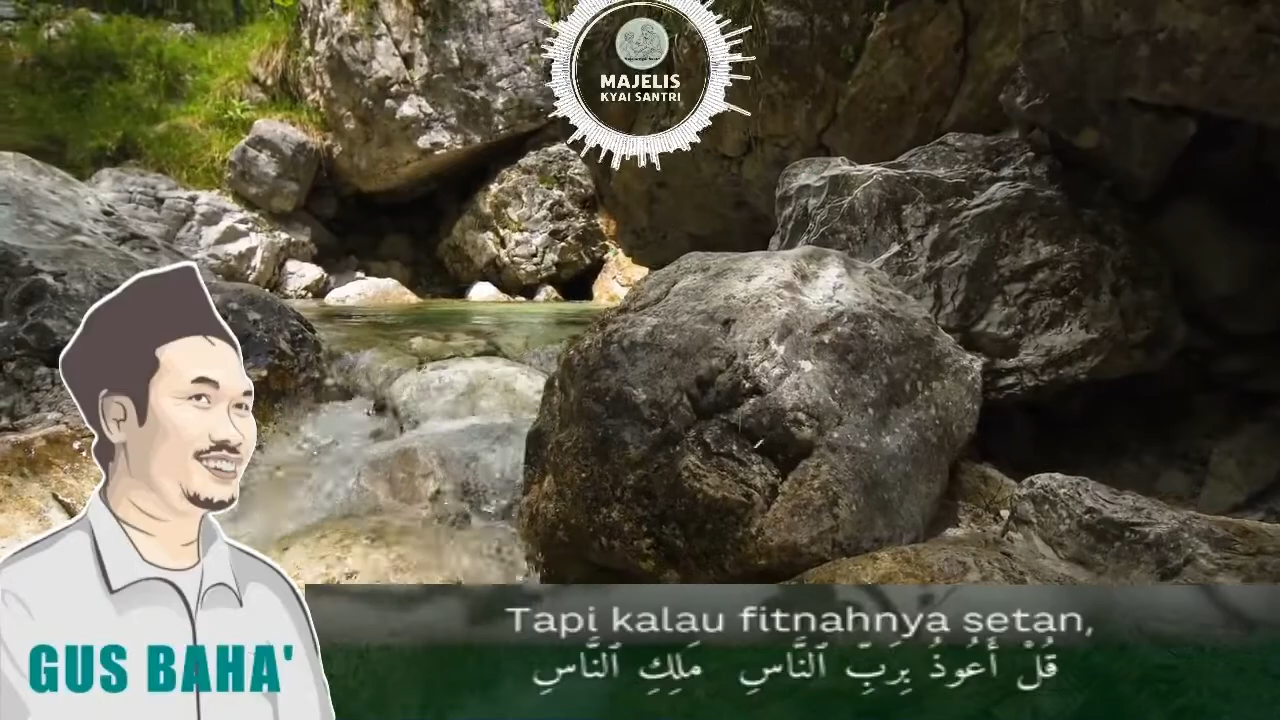 MAJELIS
KYAI SANTRI
GUS BAHA'
Tapi kalau fitnahnya setan,
قُلْ أَعُوذُ بِرَبِّ ٱلنَّاسِ مَلِكِ ٱلنَّاسِ